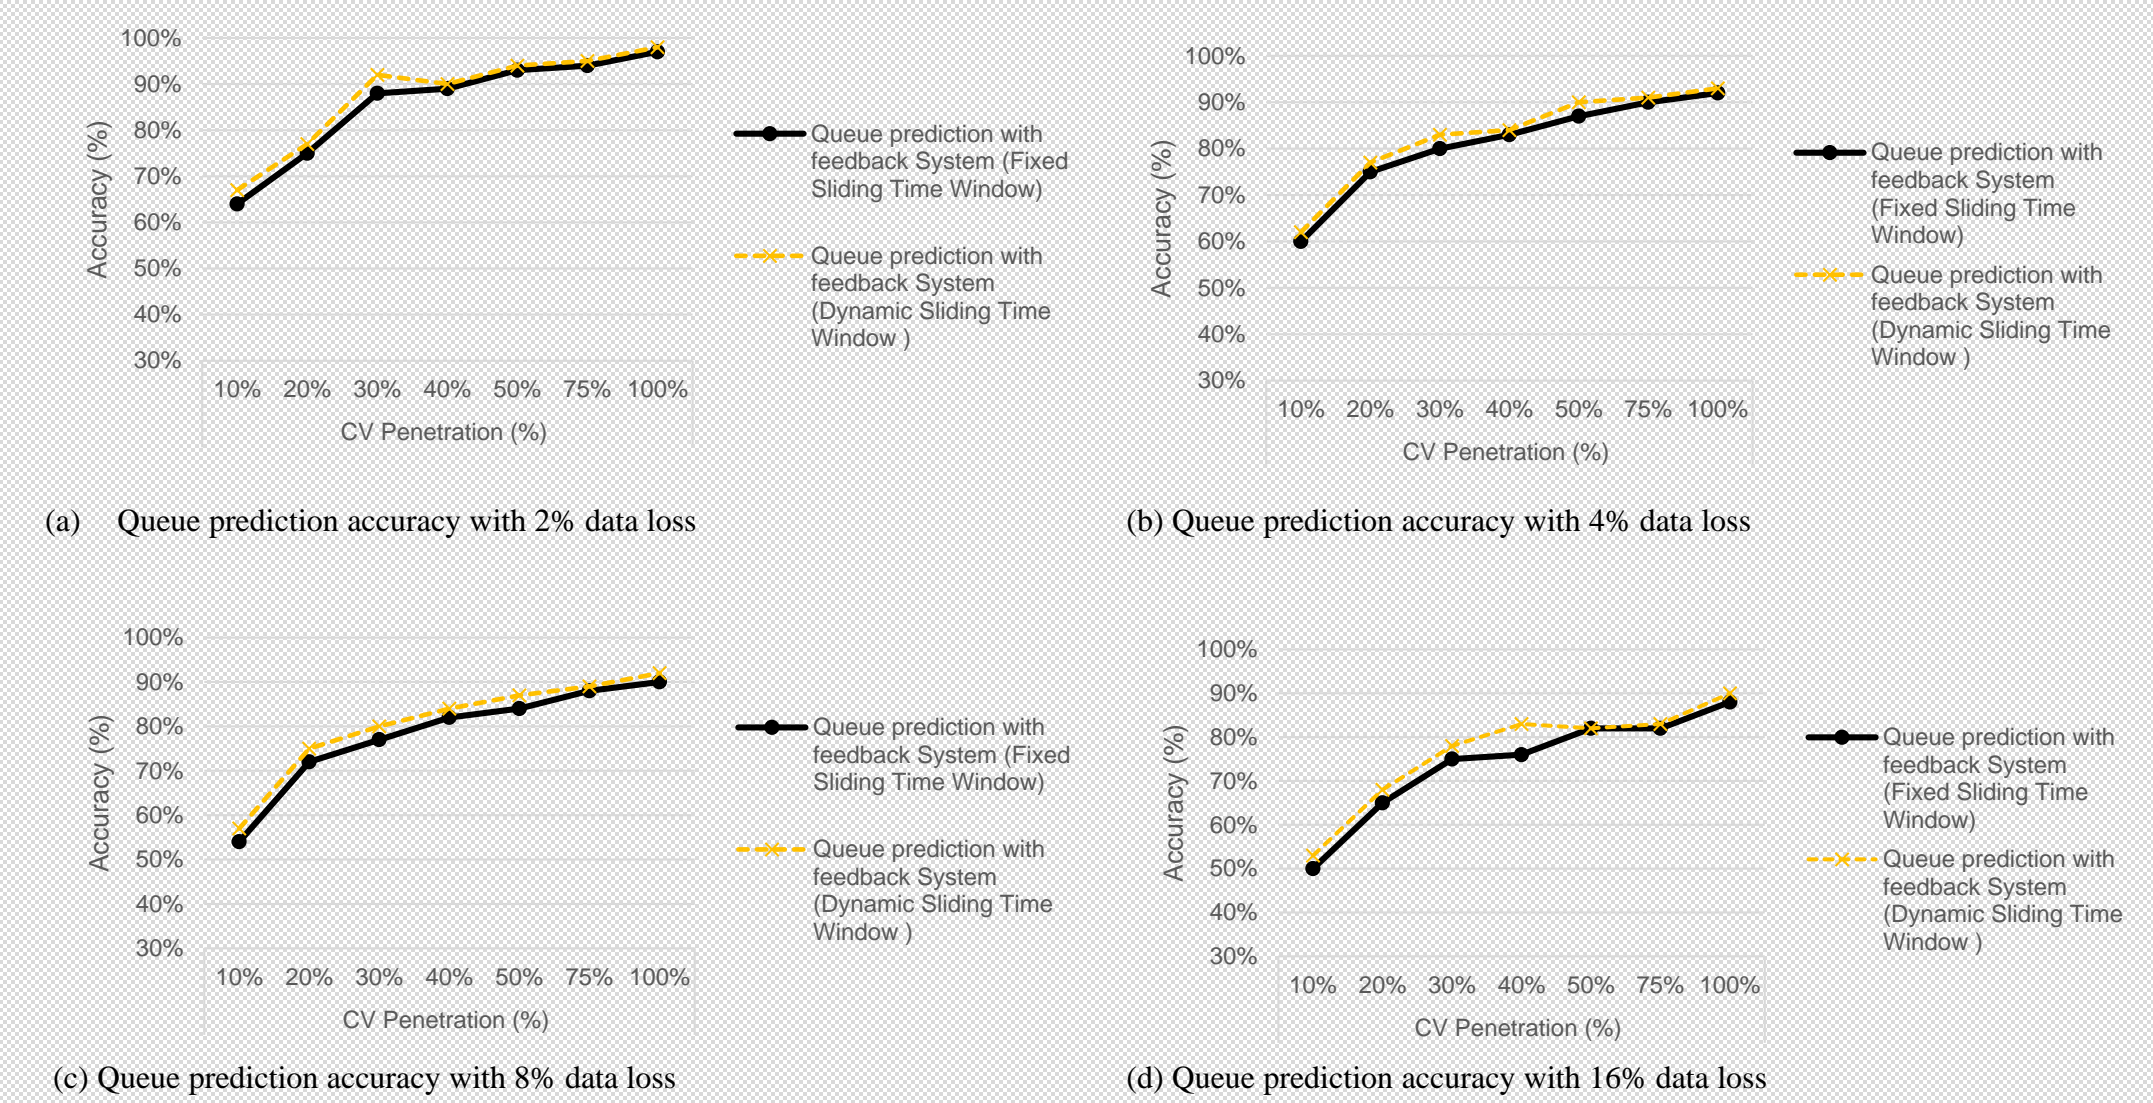 100%
90%
80%
70%
60%
50%
40%
30%
Accuracy (%)
10% 20% 30% 40% 50% 75% 100%
CV Penetration (%)
Queue prediction with
feedback System (Fixed
Sliding Time Window)
Queue prediction with
feedback System
(Dynamic Sliding Time
Window )
(a) Queue prediction accuracy with 2% data loss
100%
90%
80%
70%
60%
50%
40%
30%
Accuracy (%)
10% 20% 30% 40% 50% 75% 100%
CV Penetration (%)
Queue prediction with
feedback System
(Fixed Sliding Time
Window)
Queue prediction with
feedback System
(Dynamic Sliding Time
Window )
(b) Queue prediction accuracy with 4% data loss
100%
90%
80%
70%
60%
50%
40%
30%
Accuracy (%)
10% 20% 30% 40% 50% 75% 100%
CV Penetration (%)
Queue prediction with
feedback System (Fixed
Sliding Time Window)
Queue prediction with
feedback System
(Dynamic Sliding Time
Window )
(c) Queue prediction accuracy with 8% data loss
100%
90%
80%
70%
60%
50%
40%
30%
Accuracy (%)
10% 20% 30% 40% 50% 75% 100%
CV Penetration (%)
Queue prediction with
feedback System
(Fixed Sliding Time
Window)
Queue prediction with
feedback System
(Dynamic Sliding Time
Window )
(d) Queue prediction accuracy with 16% data loss